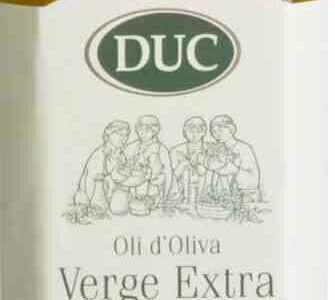 DUC
Oli d'Oliva
Verge Extra